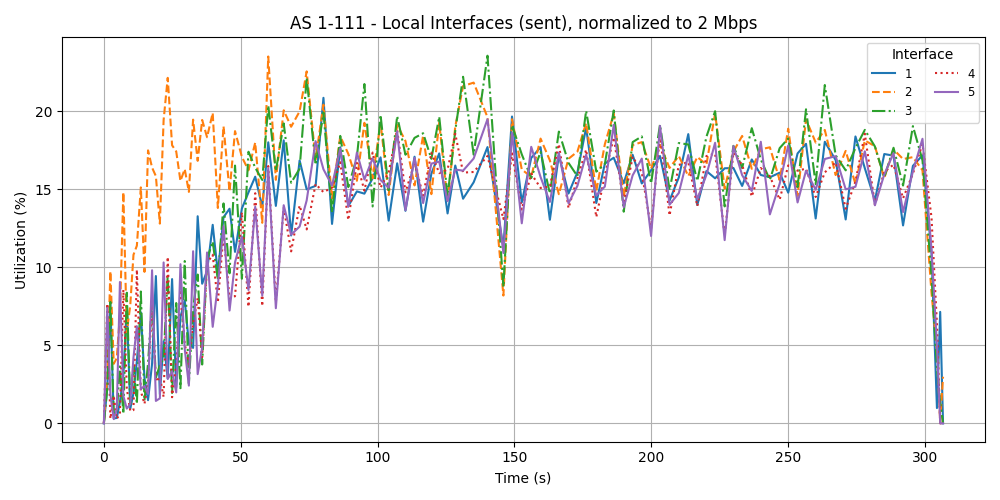 AS 1-111 - Local Interfaces (sent), normalized to 2 Mbps
Utilization (%)
20
15
10
5
0
Interface
1
2
3
4
5
0 50 100 150 200 250 300
Time (s)